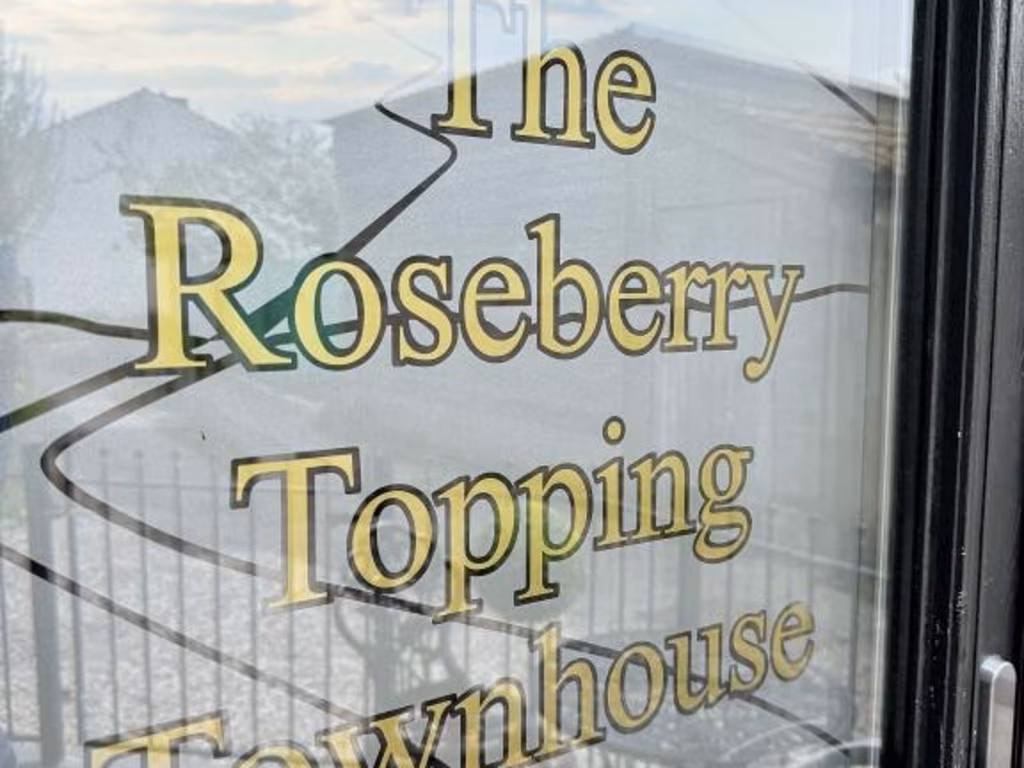 The
Roseberry
Topping
Townhouse